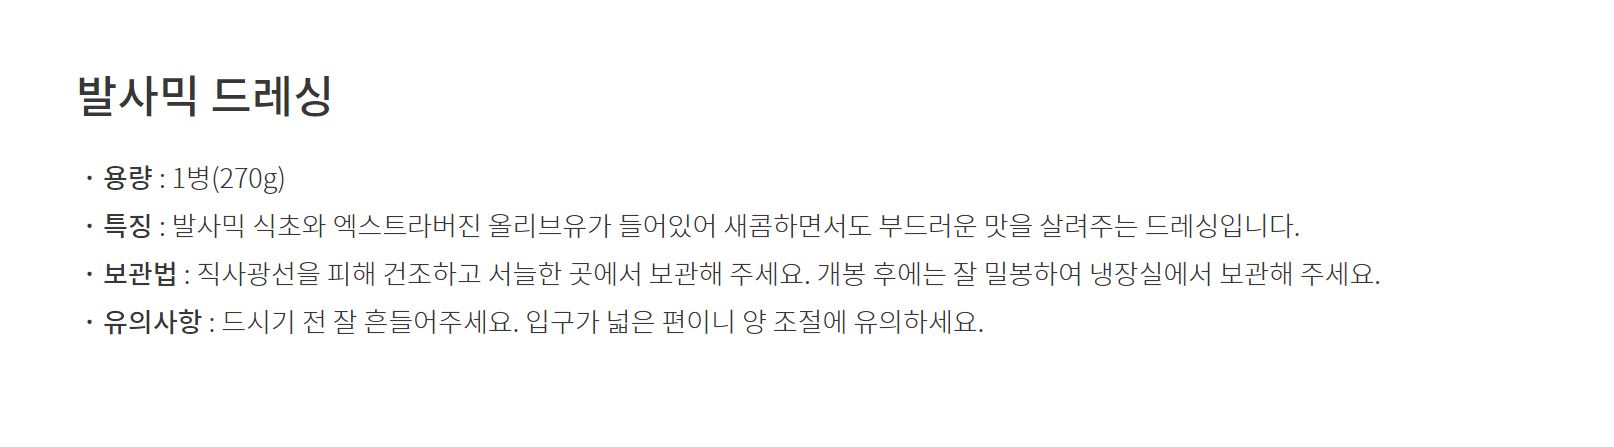 발사믹 드레싱
・용량 : 1병(270g)
・특징 : 발사믹 식초와 엑스트라버진 올리브유가 들어있어 새콤하면서도 부드러운 맛을 살려주는 드레싱입니다.
・보관법 : 직사광선을 피해 건조하고 서늘한 곳에서 보관해 주세요. 개봉 후에는 잘 밀봉하여 냉장실에서 보관해 주세요.
・유의사항 : 드시기 전 잘 흔들어주세요. 입구가 넓은 편이니 양 조절에 유의하세요.